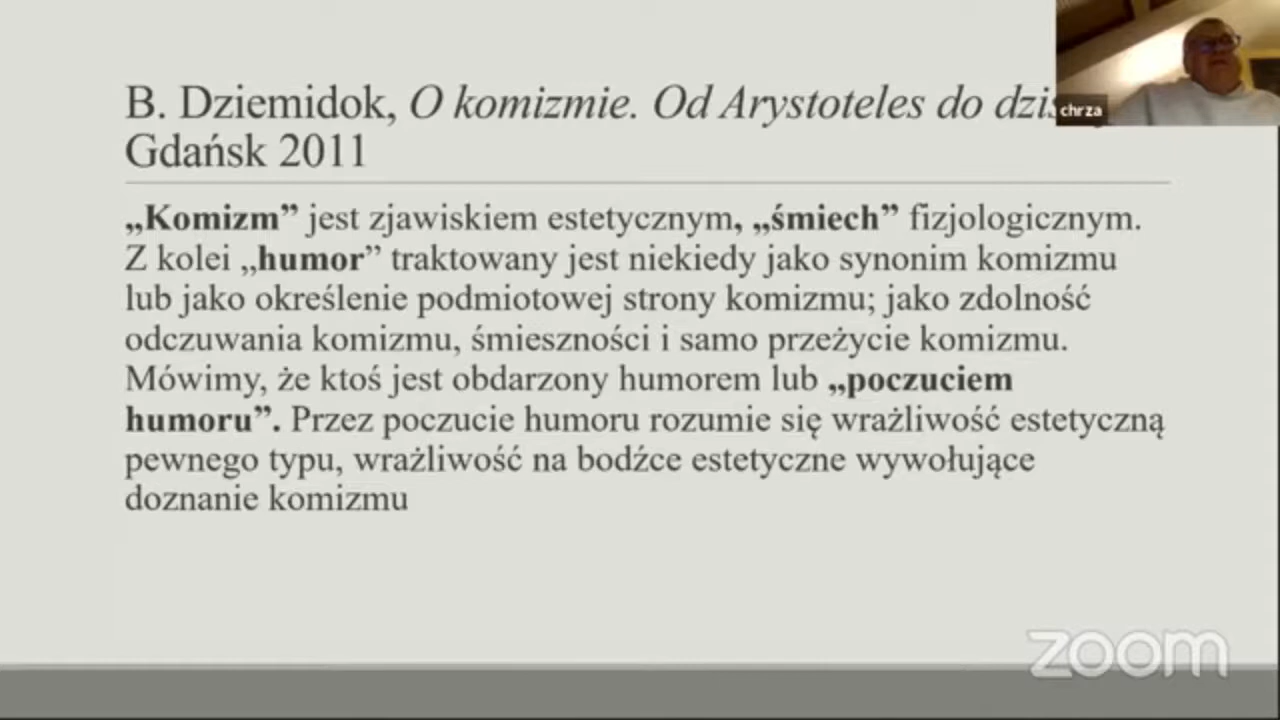 B. Dziemidok, O komizmie. Od Arystoteles do
Gdańsk 2011
„Komizm” jest zjawiskiem estetycznym, „śmiech” fizjologicznym.
Z kolei „humor” traktowany jest niekiedy jako synonim komizmu
lub jako określenie podmiotowej strony komizmu; jako zdolność
odczuwania komizmu, śmieszności i samo przeżycie komizmu.
Mówimy, że ktoś jest obdarzony humorem lub „poczuciem
humoru”. Przez poczucie humoru rozumie się wrażliwość estetyczną
pewnego typu, wrażliwość na bodźce estetyczne wywołujące
doznanie komizmu
chrza
zoom